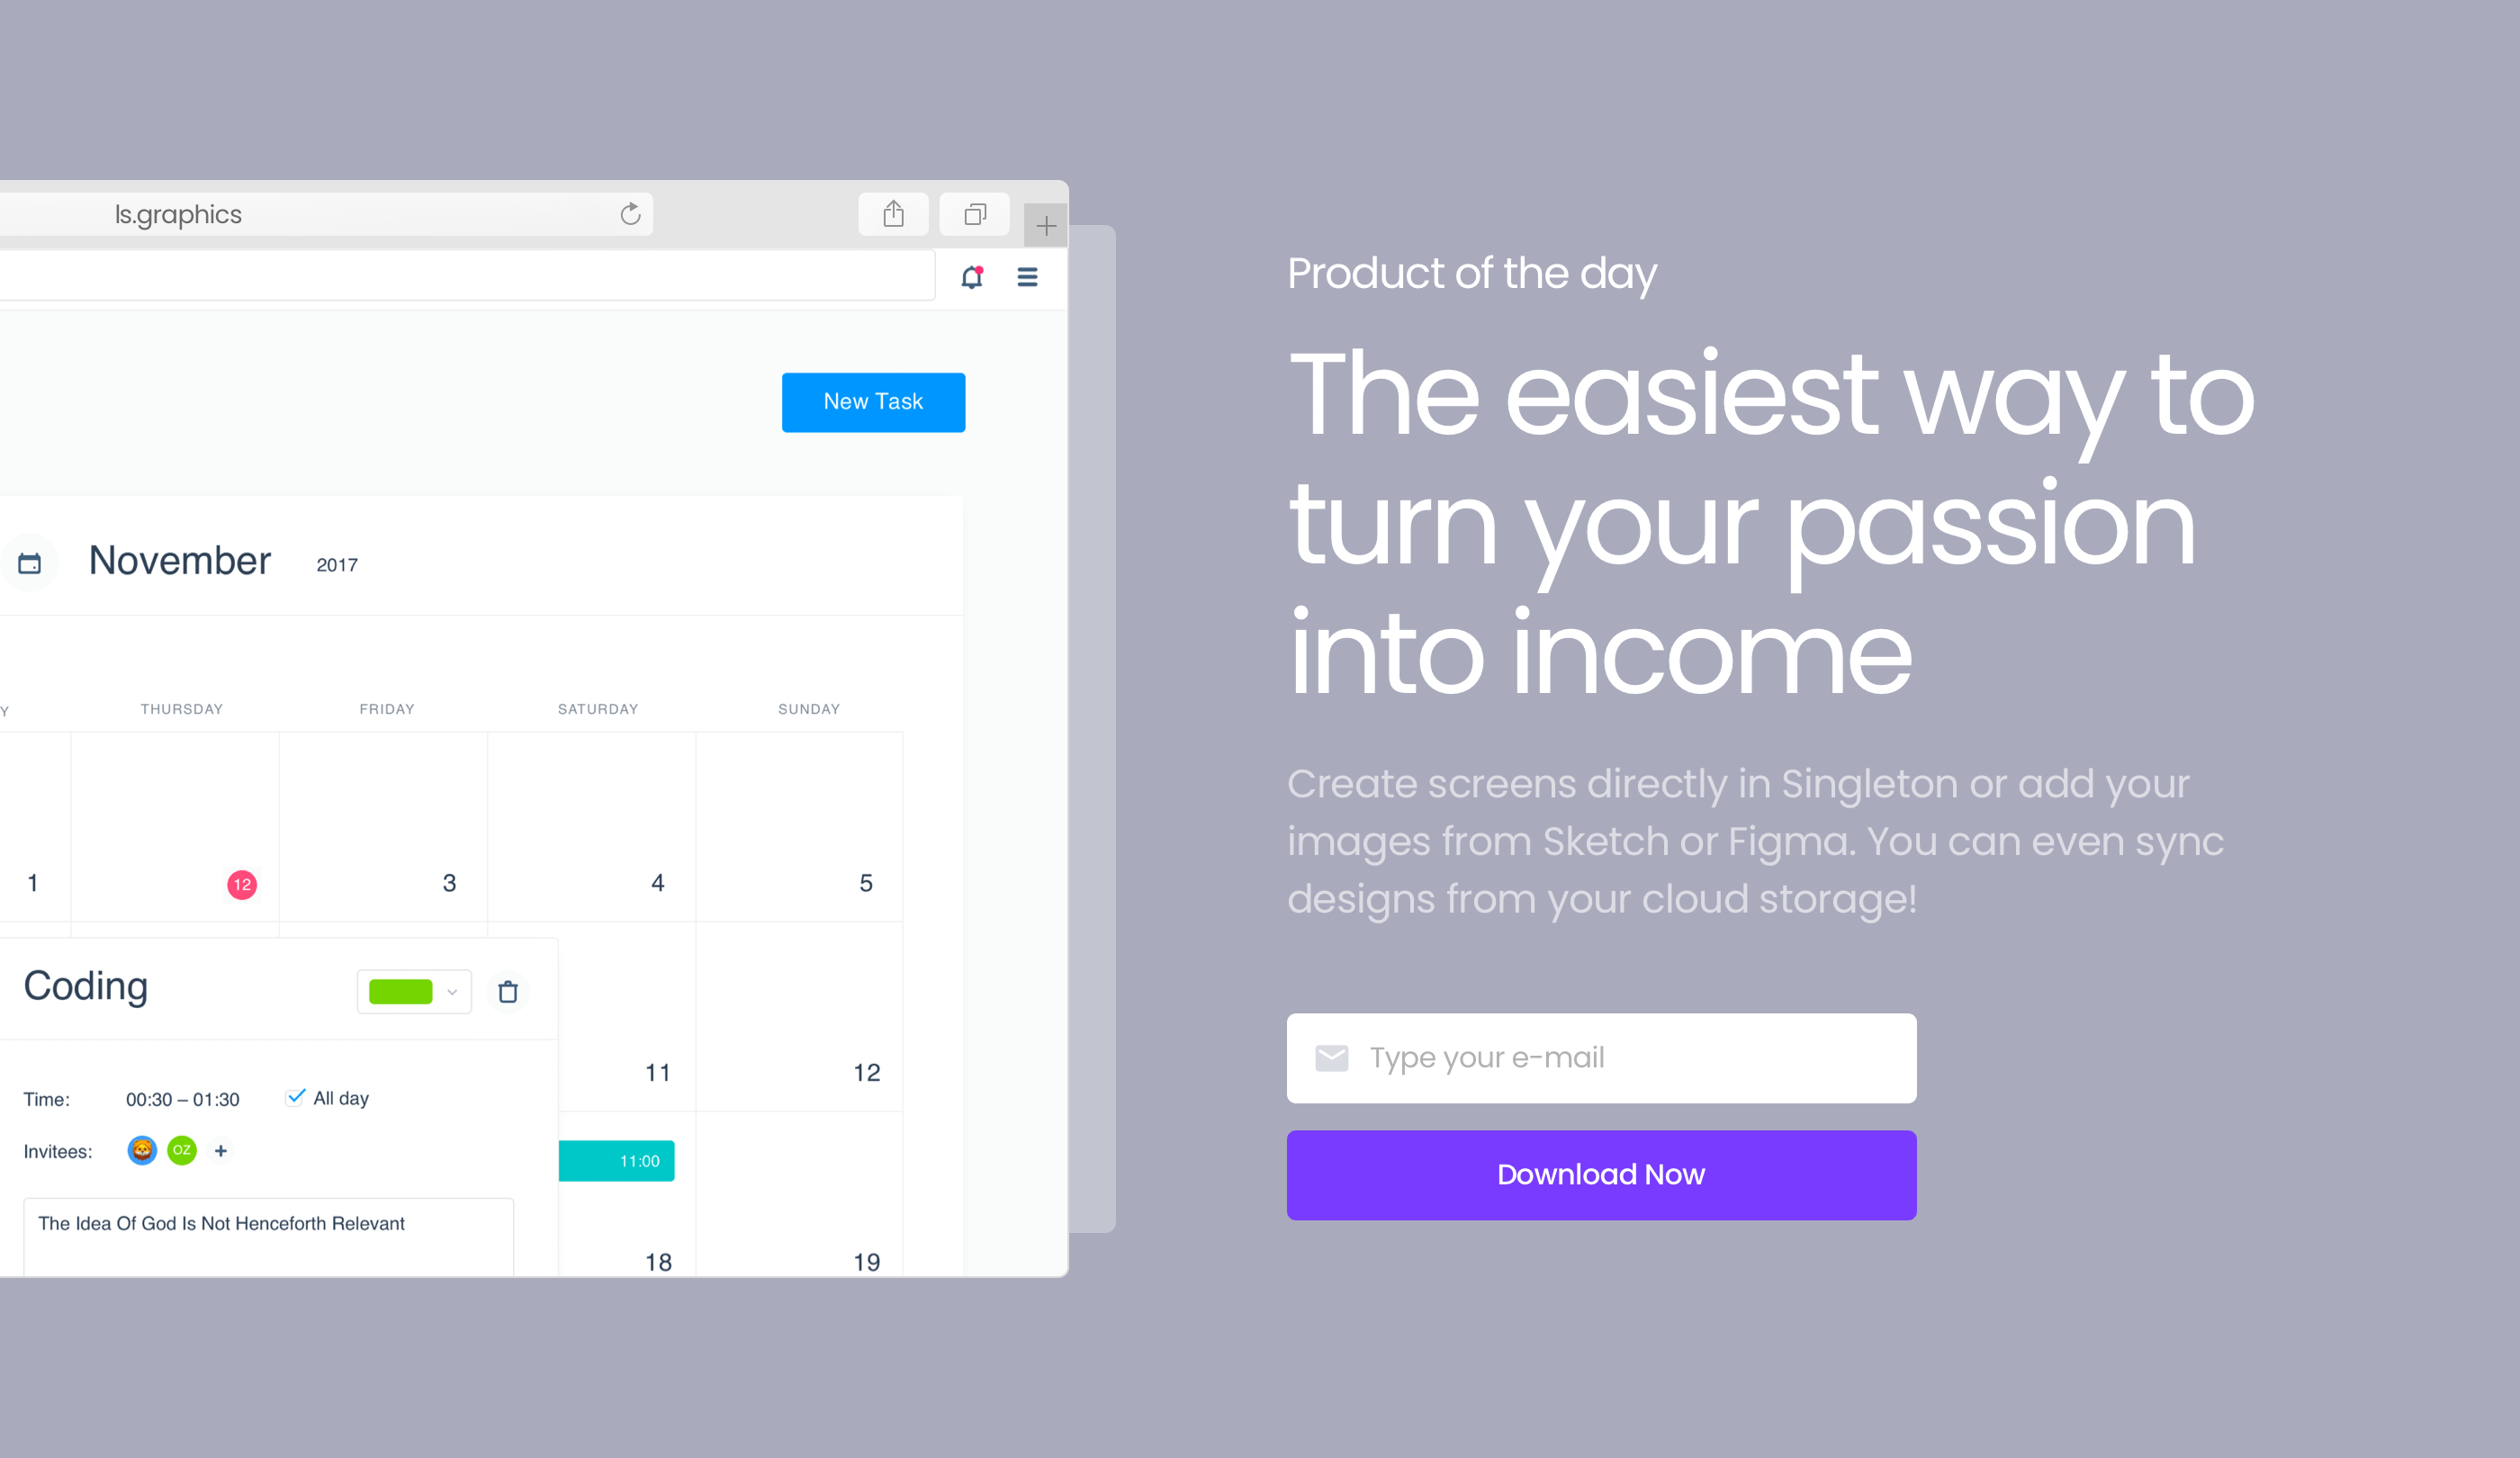 ls.graphics
New Task
November 2017
Y THURSDAY FRIDAY SATURDAY SUNDAY
1 12 3 4 5
Coding
11 12
Time: 00:30 – 01:30 All day
Invitees: OZ
11:00
The Idea Of God Is Not Henceforth Relevant
18 19
Product of the day
The easiest way to
turn your passion
into income
Create screens directly in Singleton or add your
images from Sketch or Figma. You can even sync
designs from your cloud storage!
Type your e-mail
Download Now